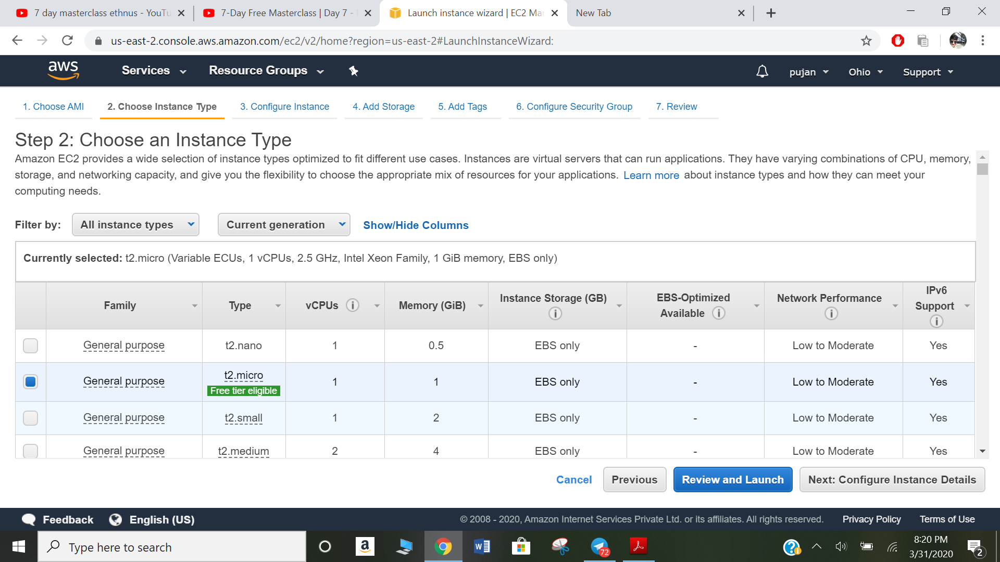 7 day masterclass ethnus - YouTu
7-Day Free Masterclass | Day 7 -
Launch instance wizard | EC2 Mar
New Tab
us-east-2.console.aws.amazon.com/ec2/v2/home?region=us-east-2#LaunchInstanceWizard:
aws
Services
Resource Groups
pujan
Ohio
Support
1. Choose AMI
2. Choose Instance Type
3. Configure Instance
4. Add Storage
5. Add Tags
6. Configure Security Group
7. Review
Step 2: Choose an Instance Type
Amazon EC2 provides a wide selection of instance types optimized to fit different use cases. Instances are virtual servers that can run applications. They have varying combinations of CPU, memory,
storage, and networking capacity, and give you the flexibility to choose the appropriate mix of resources for your applications. Learn more about instance types and how they can meet your
computing needs.
Filter by: All instance types Current generation Show/Hide Columns
Currently selected: t2.micro (Variable ECUs, 1 vCPUs, 2.5 GHz, Intel Xeon Family, 1 GiB memory, EBS only)
Family
Type
vCPUs i
Memory (GiB)
Instance Storage (GB)
i
EBS-Optimized
Available i
Network Performance
i
IPv6
Support
i
General purpose t2.nano 1 0.5 EBS only - Low to Moderate Yes
General purpose t2.micro 1 1 EBS only - Low to Moderate Yes
Free tier eligible
General purpose t2.small 1 2 EBS only - Low to Moderate Yes
General purpose t2.medium 2 4 EBS only - Low to Moderate Yes
Cancel Previous Review and Launch Next: Configure Instance Details
Feedback English (US)
© 2008 - 2020, Amazon Internet Services Private Ltd. or its affiliates. All rights reserved. Privacy Policy Terms of Use
Type here to search
a
W
72
?
8:20 PM
3/31/2020
2